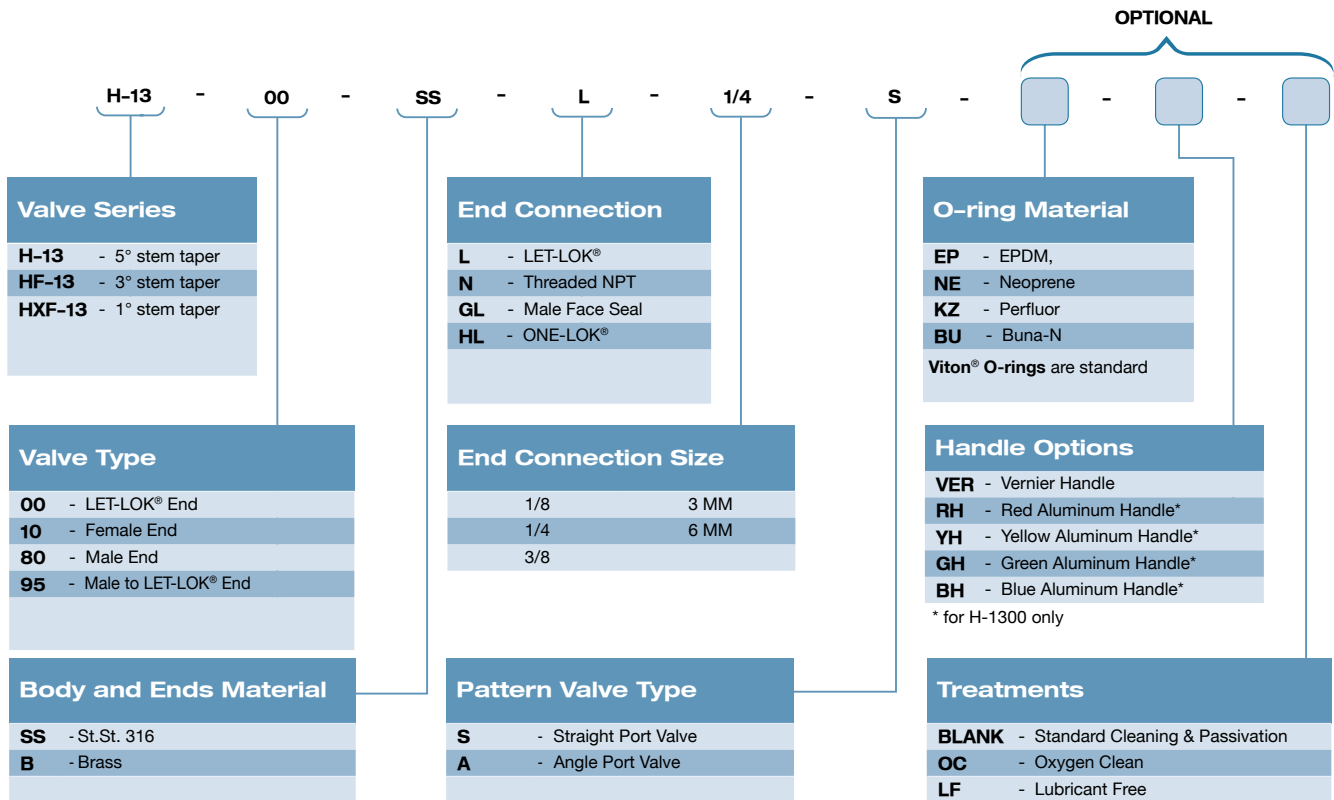 OPTIONAL
H-13 - 00 - SS - L - 1/4 - S - - -
Valve Series
H-13 - 5° stem taper
HF-13 - 3° stem taper
HXF-13 - 1° stem taper
End Connection
L - LET-LOK®
N - Threaded NPT
GL - Male Face Seal
HL - ONE-LOK®
O-ring Material
EP - EPDM,
NE - Neoprene
KZ - Perfluor
BU - Buna-N
Viton® O-rings are standard
Valve Type
00 - LET-LOK® End
10 - Female End
80 - Male End
95 - Male to LET-LOK® End
End Connection Size
1/8 3 MM
1/4 6 MM
3/8
Handle Options
VER - Vernier Handle
RH - Red Aluminum Handle*
YH - Yellow Aluminum Handle*
GH - Green Aluminum Handle*
BH - Blue Aluminum Handle*
* for H-1300 only
Body and Ends Material
SS - St.St. 316
B - Brass
Pattern Valve Type
S - Straight Port Valve
A - Angle Port Valve
Treatments
BLANK - Standard Cleaning & Passivation
OC - Oxygen Clean
LF - Lubricant Free